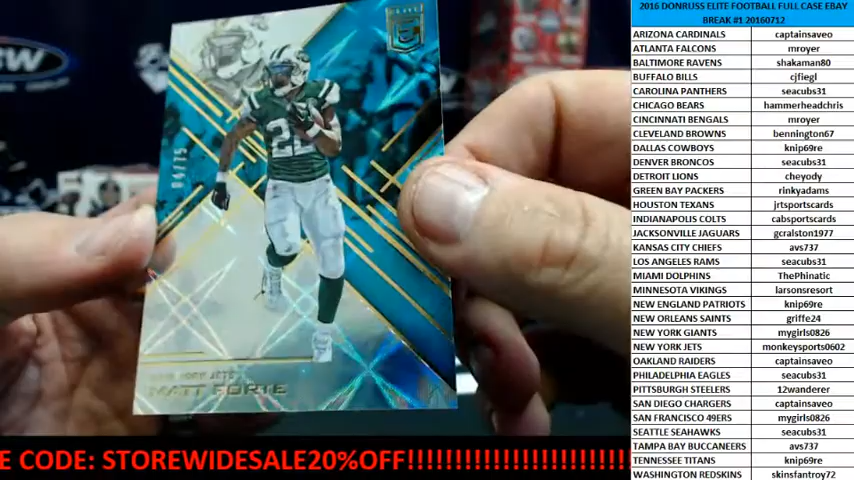 ELITE
22
04/75
NEW YORK JETS
MATT FORTE
E CODE: STOREWIDESALE20%OFF!!!!!!!!!!!!!!!!!!!!!!!!!!!!
2016 DONRUSS ELITE FOOTBALL FULL CASE EBAY
BREAK #1 20160712
ARIZONA CARDINALS captainsaveo
ATLANTA FALCONS mroyer
BALTIMORE RAVENS shakaman80
BUFFALO BILLS cjfiegl
CAROLINA PANTHERS seacubs31
CHICAGO BEARS hammerheadchris
CINCINNATI BENGALS mroyer
CLEVELAND BROWNS bennington67
DALLAS COWBOYS knip69re
DENVER BRONCOS seacubs31
DETROIT LIONS cheyody
GREEN BAY PACKERS rinkyadams
HOUSTON TEXANS jrtsportscards
INDIANAPOLIS COLTS cabsportscards
JACKSONVILLE JAGUARS gcralston1977
KANSAS CITY CHIEFS avs737
LOS ANGELES RAMS seacubs31
MIAMI DOLPHINS ThePhinatic
MINNESOTA VIKINGS larsonsresort
NEW ENGLAND PATRIOTS knip69re
NEW ORLEANS SAINTS griffe24
NEW YORK GIANTS mygirls0826
NEW YORK JETS monkeysports0602
OAKLAND RAIDERS captainsaveo
PHILADELPHIA EAGLES seacubs31
PITTSBURGH STEELERS 12wanderer
SAN DIEGO CHARGERS captainsaveo
SAN FRANCISCO 49ERS mygirls0826
SEATTLE SEAHAWKS seacubs31
TAMPA BAY BUCCANEERS avs737
TENNESSEE TITANS knip69re
WASHINGTON REDSKINS skinsfantroy72